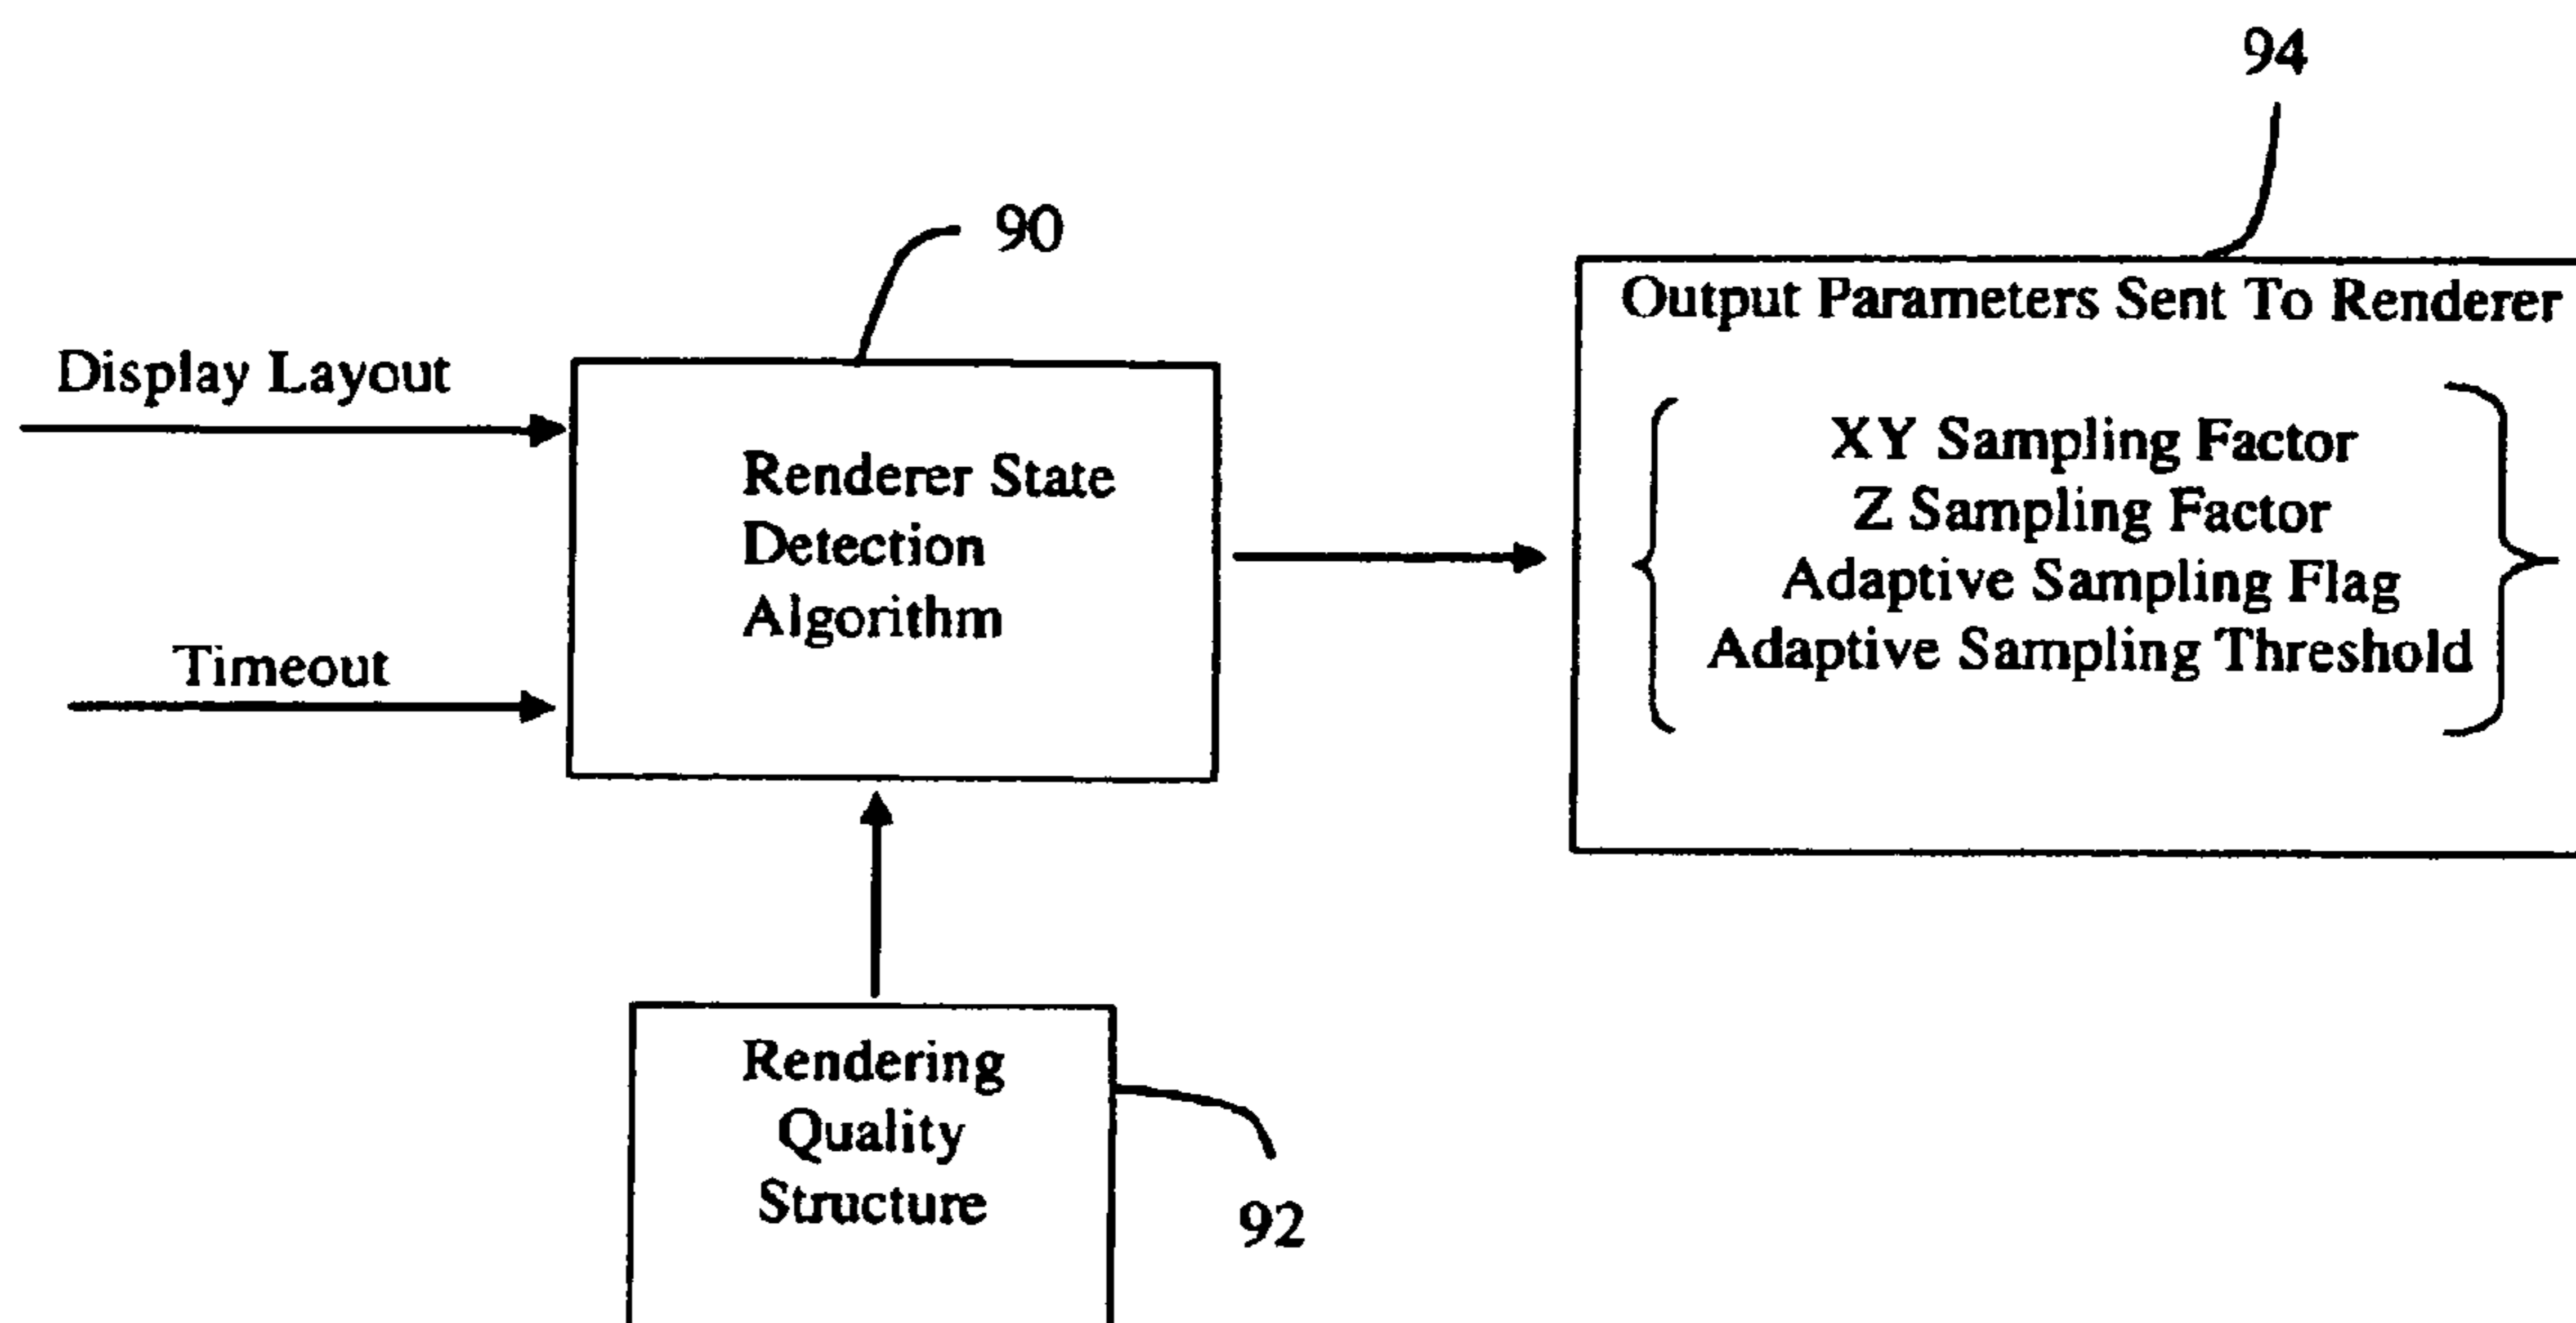 94
90
Output Parameters Sent To Renderer
Display Layout
XY Sampling Factor
Renderer State
Z Sampling Factor
Detection
Adaptive Sampling Flag
Algorithm
Adaptive Sampling Threshold
Timeout
Rendering
Quality
Structure
92